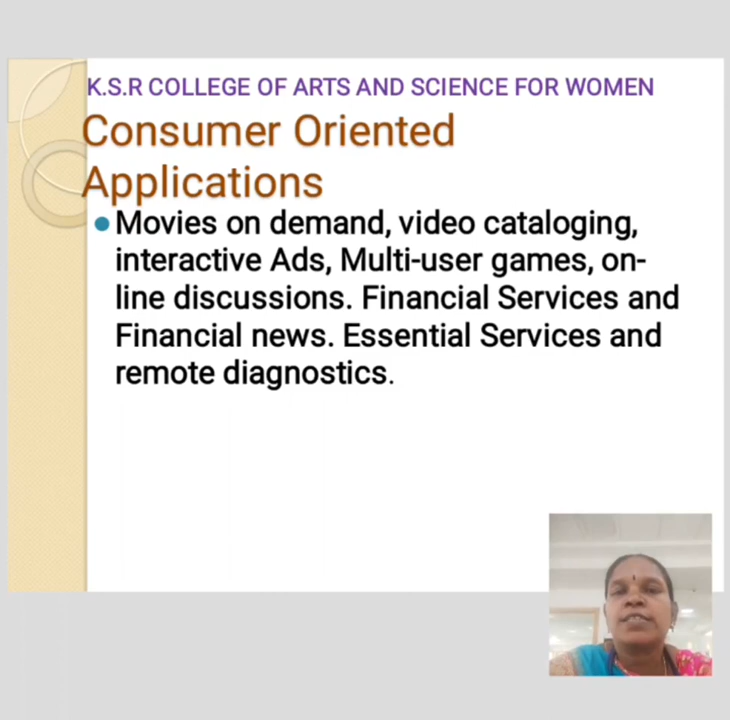 K.S.R COLLEGE OF ARTS AND SCIENCE FOR WOMEN
Consumer Oriented
Applications
Movies on demand, video cataloging,
interactive Ads, Multi-user games, on-
line discussions. Financial Services and
Financial news. Essential Services and
remote diagnostics.